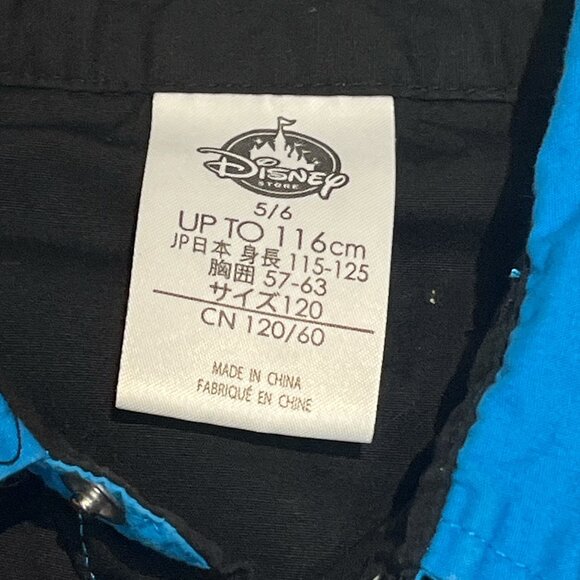 Disney
STORE
5/6
UP TO 116cm
JP日本 身長 115-125
胸囲 57-63
サイズ120
CN 120/60
MADE IN CHINA
FABRIQUÉ EN CHINE